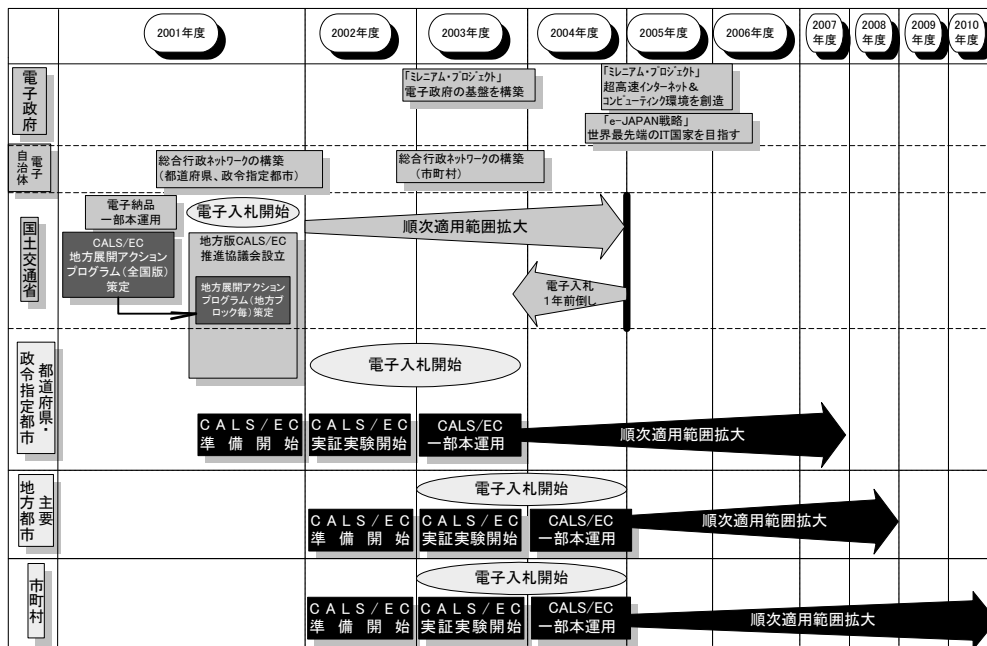 2001年度
2002年度
2003年度
2004年度
2005年度
2006年度
2007
年度
2008
年度
2009
年度
2010
年度
電子政府
「ミレニアム・プロジェクト」
電子政府の基盤を構築
「ミレニアム・プロジェクト」
超高速インターネット&
コンピューティング環境を創造
「e-JAPAN戦略」
世界最先端のIT国家を目指す
電子
自治体
総合行政ネットワークの構築
(都道府県、政令指定都市)
総合行政ネットワークの構築
(市町村)
国土交通省
電子納品
一部本運用
電子入札開始
順次適用範囲拡大
CALS/EC
地方展開アクション
プログラム(全国版)
策定
地方版CALS/EC
推進協議会設立
地方展開アクション
プログラム(地方ブ
ロック毎)策定
電子入札
1年前倒し
都道府県・
政令指定都市
電子入札開始
CALS/EC
準備開始
CALS/EC
実証実験開始
CALS/EC
一部本運用
順次適用範囲拡大
主要
地方都市
電子入札開始
CALS/EC
準備開始
CALS/EC
実証実験開始
CALS/EC
一部本運用
順次適用範囲拡大
市町村
電子入札開始
CALS/EC
準備開始
CALS/EC
実証実験開始
CALS/EC
一部本運用
順次適用範囲拡大